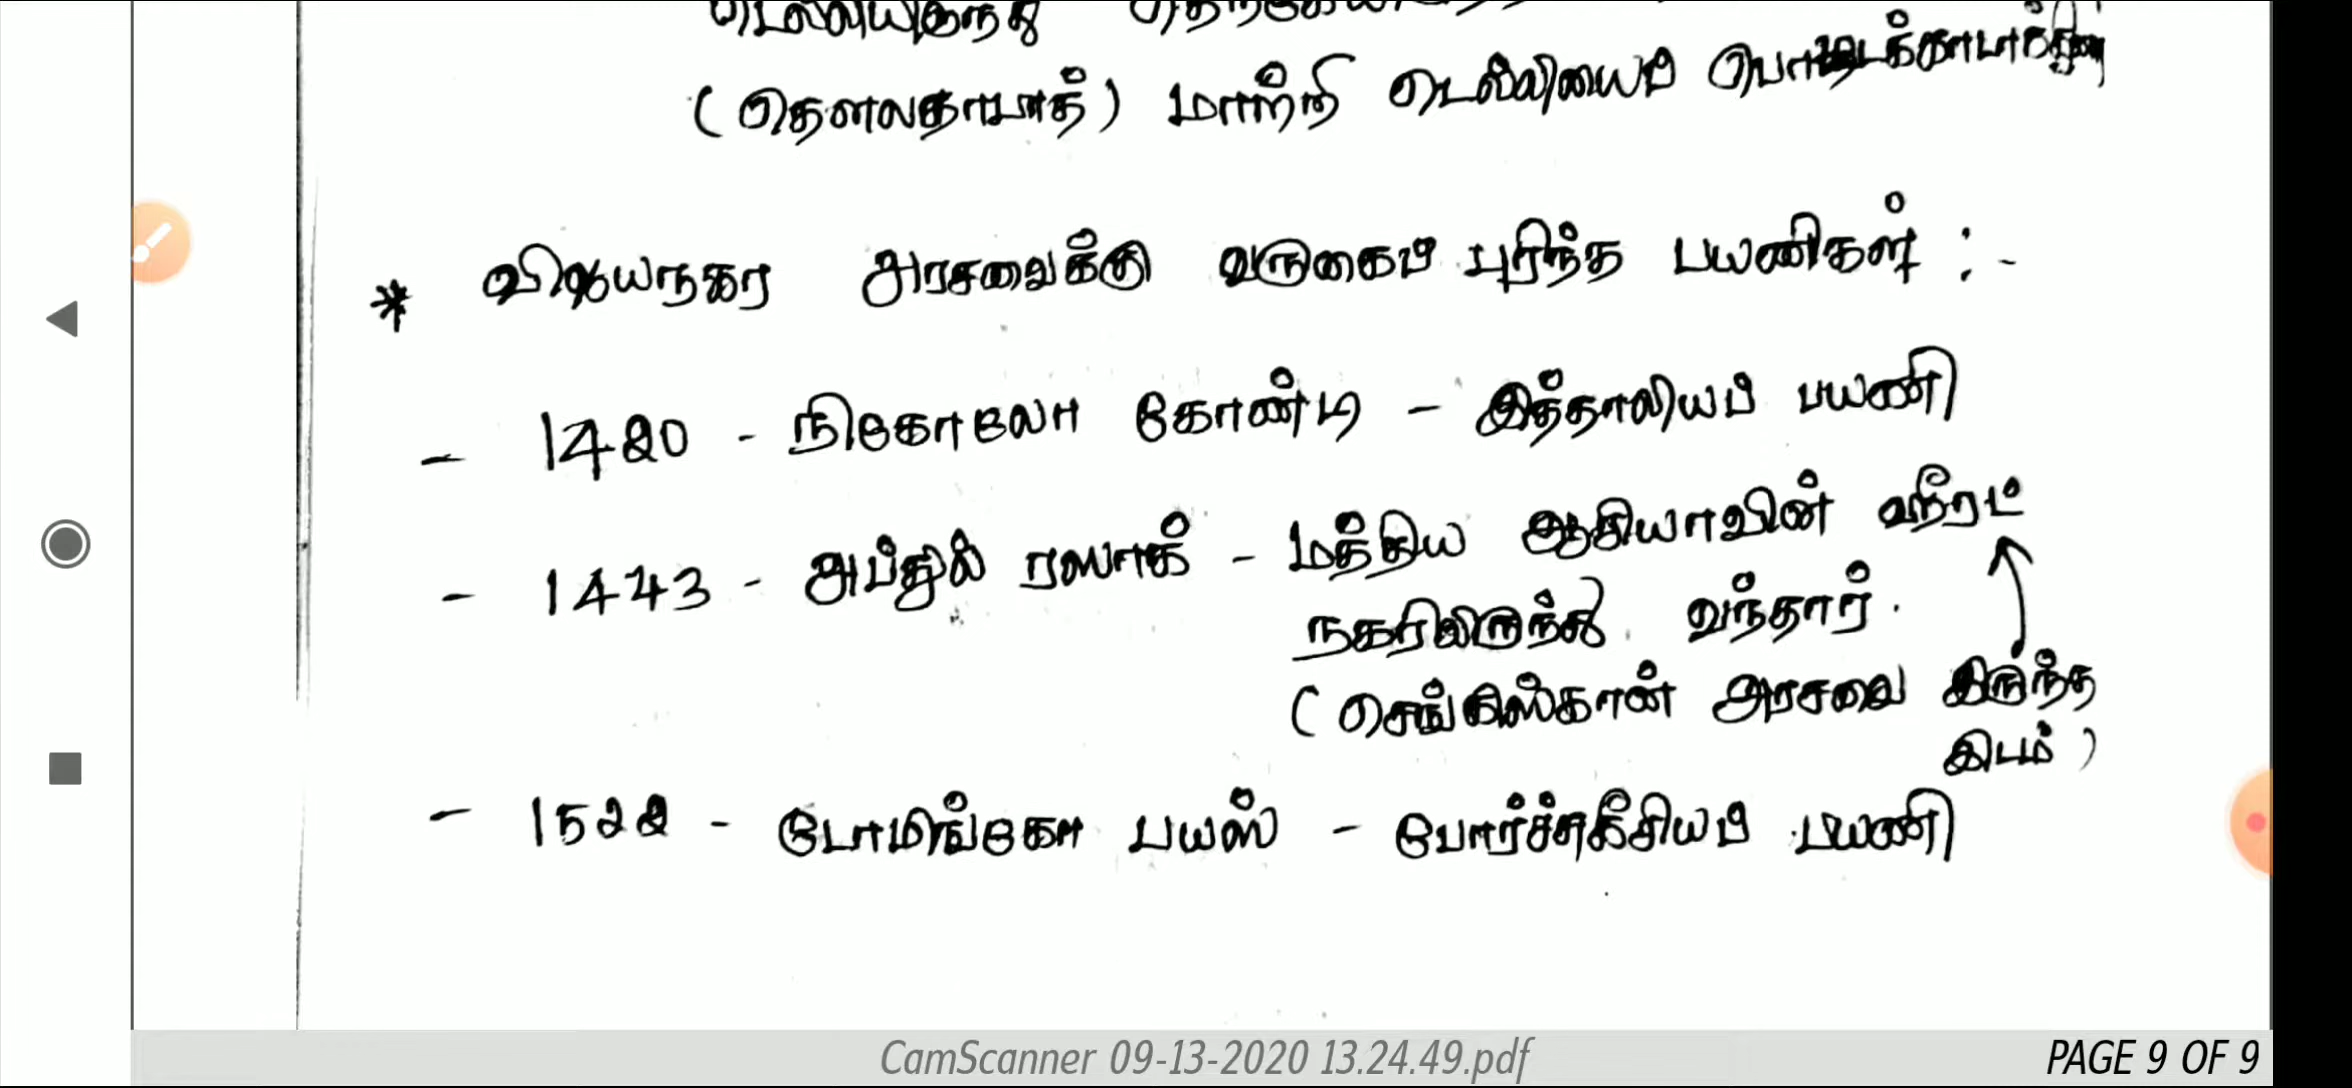 டெல்லியிலிருந்து
(தௌலதாபாத்) மாற்றி டெல்லியைப்
* விஜயநகர அரசவைக்கு வருகைப் புரிந்த பயணிகள் :-
- 1420 - நிகோலோ கோண்டி - இத்தாலியப் பயணி
- 1443 - அப்துல் ரஸாக் - மத்திய ஆசியாவின் ஹீரட்
நகரிலிருந்து வந்தார்.
(செங்கிஸ்கான் அரசவை இருந்த
இடம்)
- 1522 - டோமிங்கோ பயஸ் - போர்ச்சுகீசியப் பயணி
CamScanner 09-13-2020 13.24.49.pdf
PAGE 9 OF 9